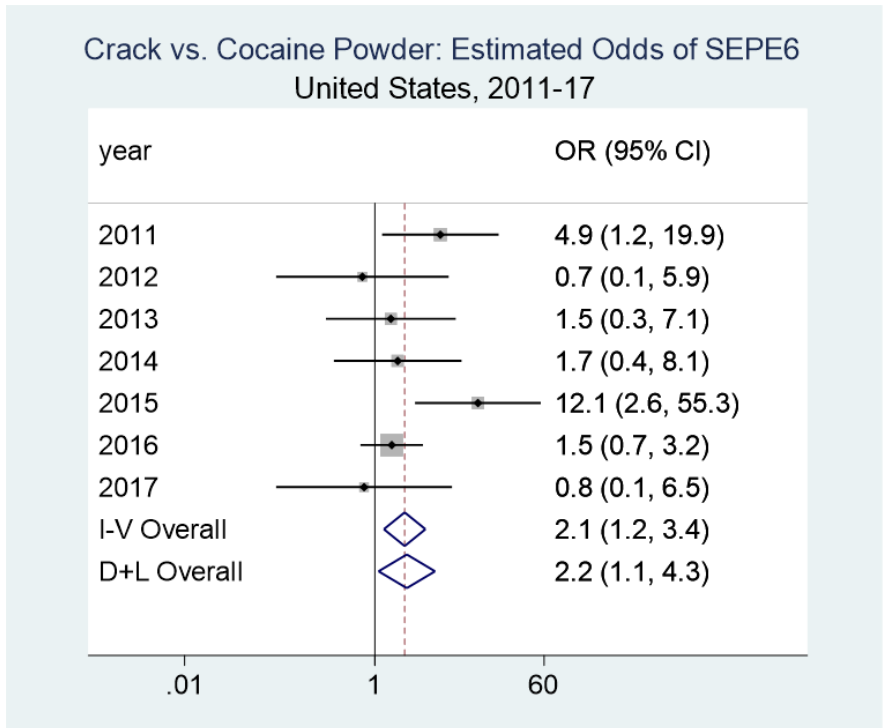 Crack vs. Cocaine Powder: Estimated Odds of SEPE6
United States, 2011-17
year OR (95% CI)
2011 4.9 (1.2, 19.9)
2012 0.7 (0.1, 5.9)
2013 1.5 (0.3, 7.1)
2014 1.7 (0.4, 8.1)
2015 12.1 (2.6, 55.3)
2016 1.5 (0.7, 3.2)
2017 0.8 (0.1, 6.5)
I-V Overall 2.1 (1.2, 3.4)
D+L Overall 2.2 (1.1, 4.3)
.01 1 60